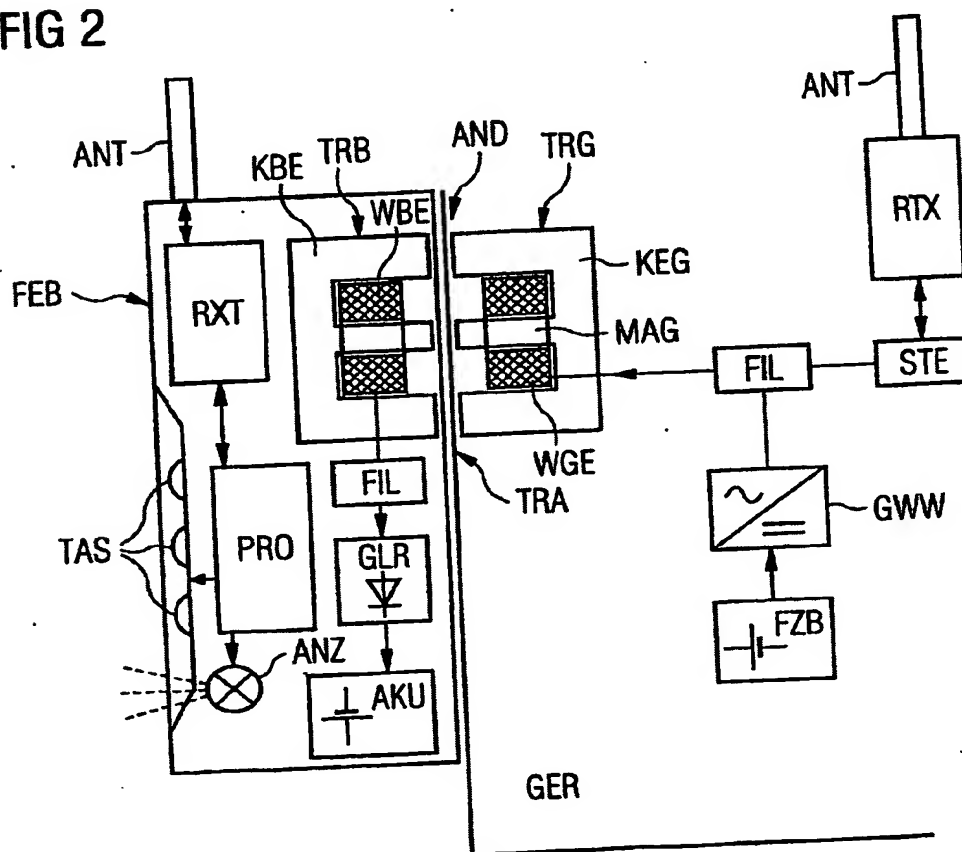 FIG 2
ANT
ANT
KBE
TRB
AND
TRG
WBE
RTX
FEB
RXT
KEG
MAG
FIL
STE
WGE
TRA
FIL
GWW
TAS
PRO
GLR
FZB
ANZ
AKU
GER